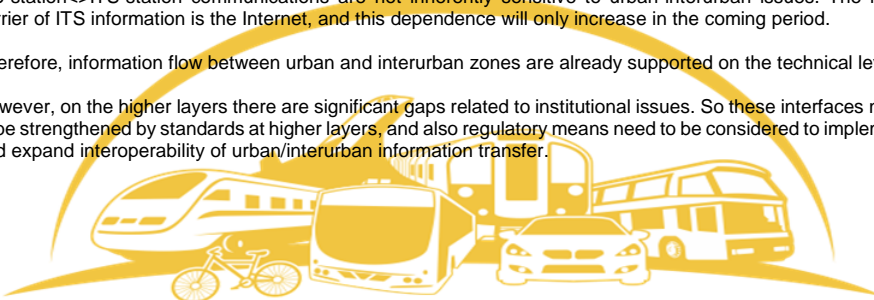 station<>ITS-station communications are not inherently sensitive to urban-interurban issues. The
rrier of ITS information is the Internet, and this dependence will only increase in the coming period.
erefore, information flow between urban and interurban zones are already supported on the technical le
wever, on the higher layers there are significant gaps related to institutional issues. So these interfaces
be strengthened by standards at higher layers, and also regulatory means need to be considered to implem
d expand interoperability of urban/interurban information transfer.